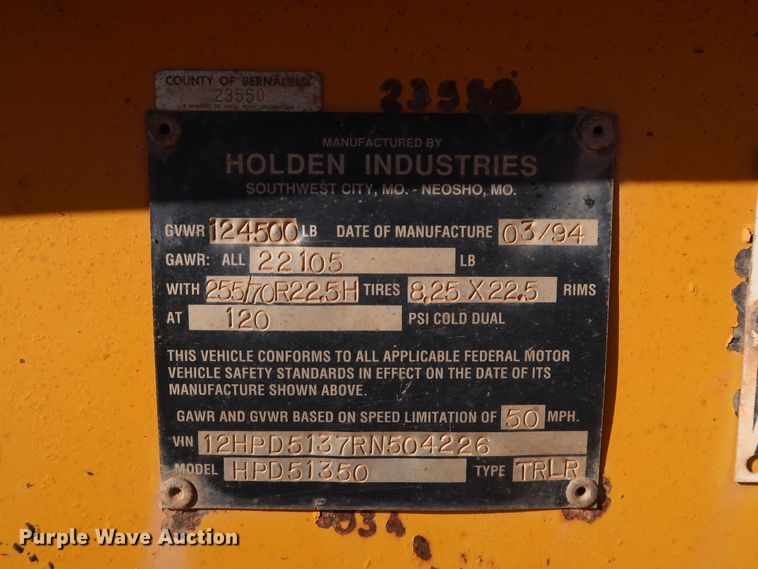 COUNTY OF BERNALILLO
23550
23550
MANUFACTURED BY
HOLDEN INDUSTRIES
SOUTHWEST CITY, MO. - NEOSHO, MO.
GVWR 124500 LB DATE OF MANUFACTURE 03/94
GAWR: ALL 22105 LB
WITH 255/70R22.5H TIRES 8.25 X 22.5 RIMS
AT 120 PSI COLD DUAL
THIS VEHICLE CONFORMS TO ALL APPLICABLE FEDERAL MOTOR
VEHICLE SAFETY STANDARDS IN EFFECT ON THE DATE OF ITS
MANUFACTURE SHOWN ABOVE.
GAWR AND GVWR BASED ON SPEED LIMITATION OF 50 MPH.
VIN 12HPD5137RN504226
MODEL HPD51350 TYPE TRLR
Purple Wave Auction